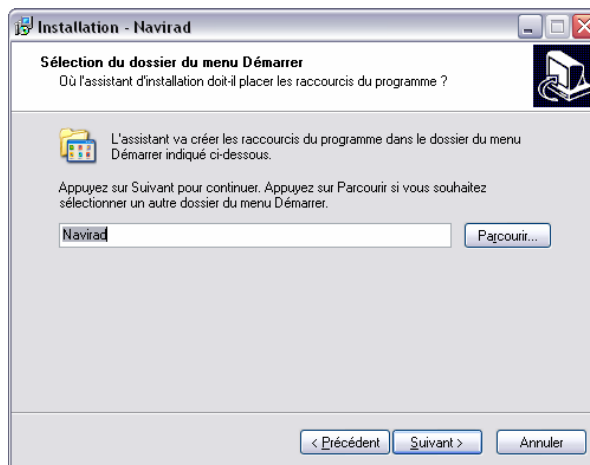 Installation - Navirad
Sélection du dossier du menu Démarrer
Où l'assistant d'installation doit-il placer les raccourcis du programme ?
L'assistant va créer les raccourcis du programme dans le dossier du menu
Démarrer indiqué ci-dessous.
Appuyez sur Suivant pour continuer. Appuyez sur Parcourir si vous souhaitez
sélectionner un autre dossier du menu Démarrer.
Navirad
Parcourir...
< Précédent
Suivant >
Annuler